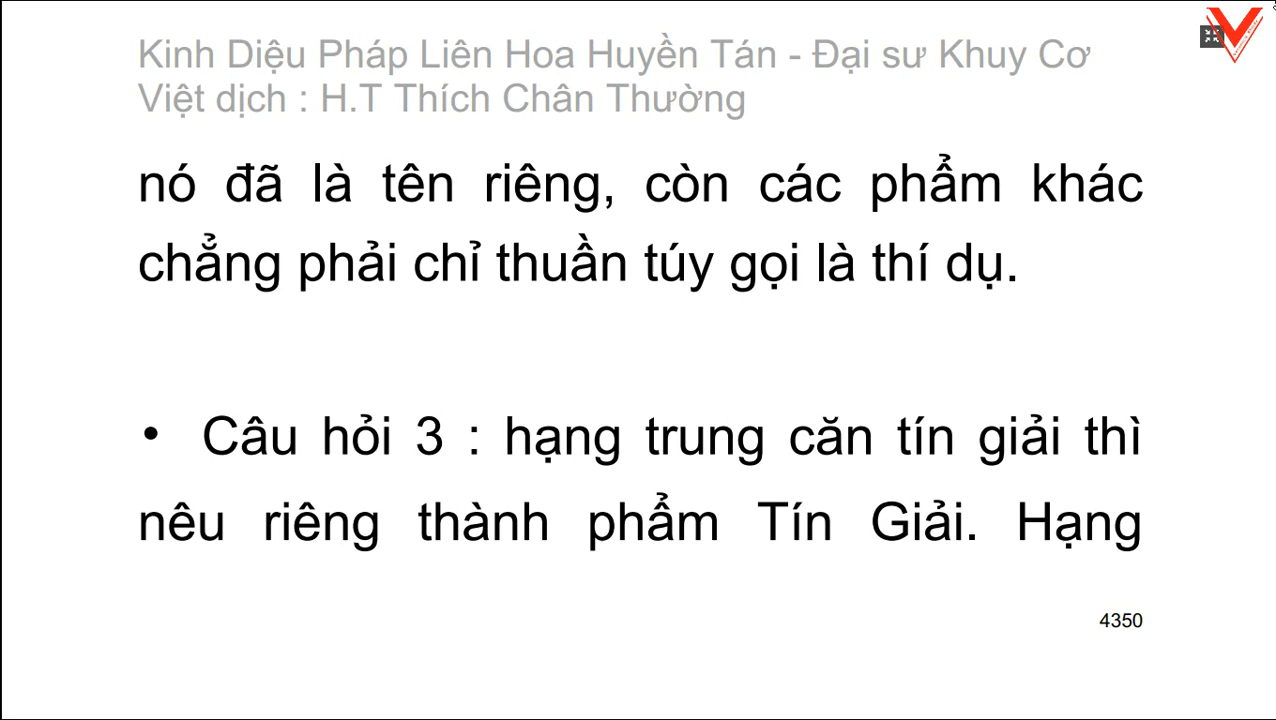 Kinh Diệu Pháp Liên Hoa Huyền Tán - Đại sư Khuy Cơ
Việt dịch : H.T Thích Chân Thường
nó đã là tên riêng, còn các phẩm khác
chẳng phải chỉ thuần túy gọi là thí dụ.
• Câu hỏi 3 : hạng trung căn tín giải thì
nêu riêng thành phẩm Tín Giải. Hạng
4350